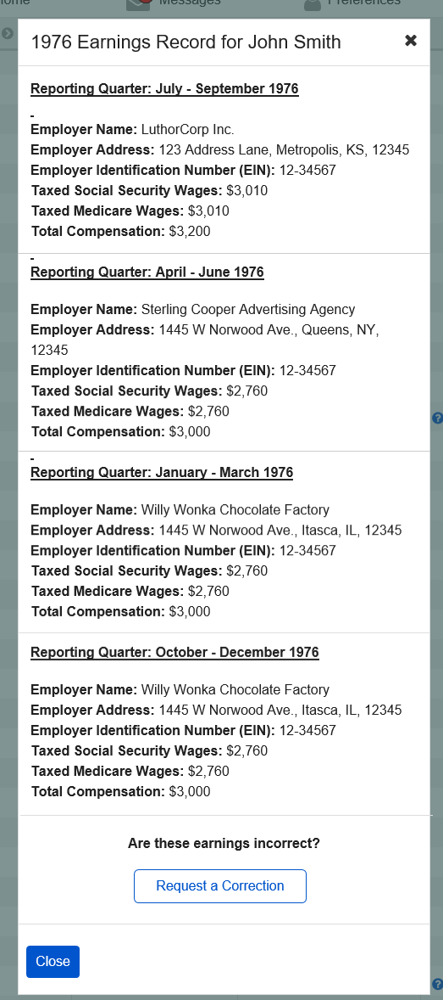 Messages
Preferences
1976 Earnings Record for John Smith
Reporting Quarter: July - September 1976
Employer Name: LuthorCorp Inc.
Employer Address: 123 Address Lane, Metropolis, KS, 12345
Employer Identification Number (EIN): 12-34567
Taxed Social Security Wages: $3,010
Taxed Medicare Wages: $3,010
Total Compensation: $3,200
Reporting Quarter: April - June 1976
Employer Name: Sterling Cooper Advertising Agency
Employer Address: 1445 W Norwood Ave., Queens, NY,
12345
Employer Identification Number (EIN): 12-34567
Taxed Social Security Wages: $2,760
Taxed Medicare Wages: $2,760
Total Compensation: $3,000
Reporting Quarter: January - March 1976
Employer Name: Willy Wonka Chocolate Factory
Employer Address: 1445 W Norwood Ave., Itasca, IL, 12345
Employer Identification Number (EIN): 12-34567
Taxed Social Security Wages: $2,760
Taxed Medicare Wages: $2,760
Total Compensation: $3,000
Reporting Quarter: October - December 1976
Employer Name: Willy Wonka Chocolate Factory
Employer Address: 1445 W Norwood Ave., Itasca, IL, 12345
Employer Identification Number (EIN): 12-34567
Taxed Social Security Wages: $2,760
Taxed Medicare Wages: $2,760
Total Compensation: $3,000
Are these earnings incorrect?
Request a Correction
Close